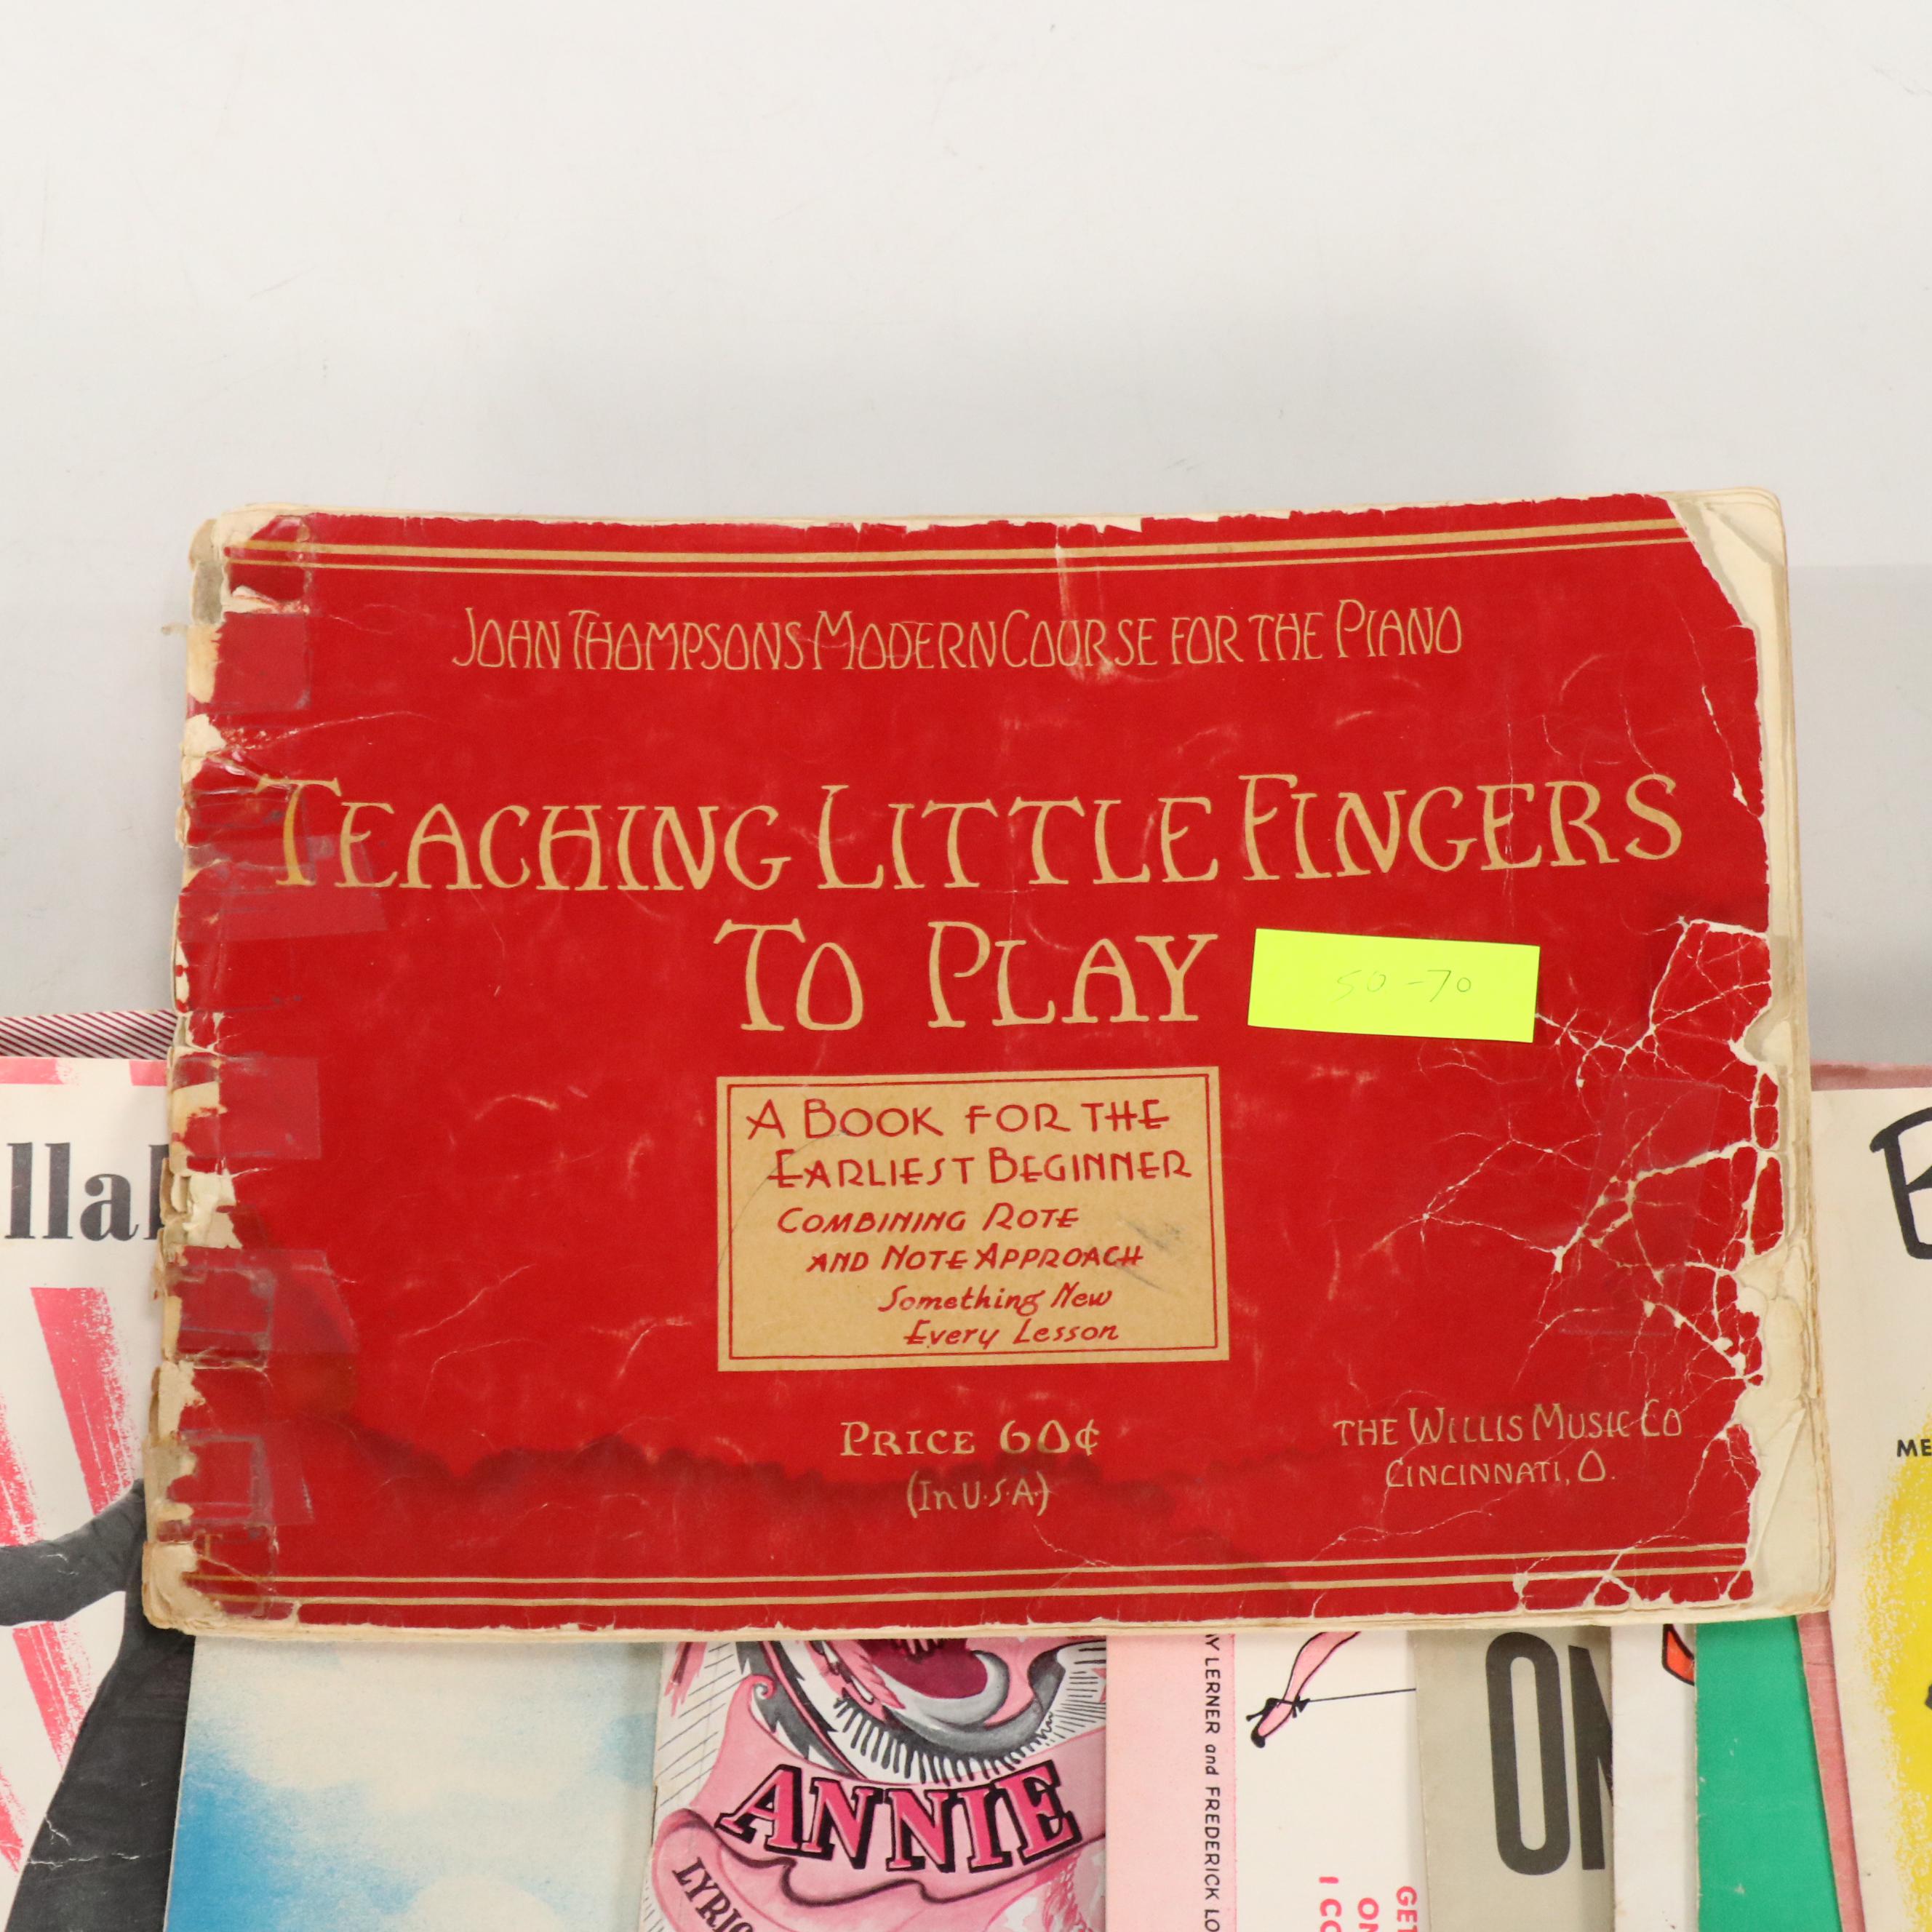 JOHN THOMPSONS MODERN COURSE FOR THE PIANO
TEACHING LITTLE FINGERS
TO PLAY
50-70
A BOOK FOR THE
EARLIEST BEGINNER
COMBINING ROTE
AND NOTE APPROACH
Something New
Every Lesson
PRICE 60¢
(In U.S.A.)
THE WILLIS MUSIC CO
CINCINNATI, O.
ANNIE
LERNER and FREDERICK
ON